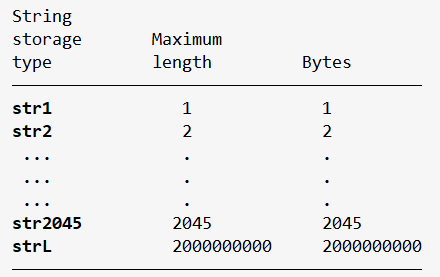 String
storage Maximum
type length Bytes
str1 1 1
str2 2 2
... . .
... . .
... . .
str2045 2045 2045
strL 2000000000 2000000000